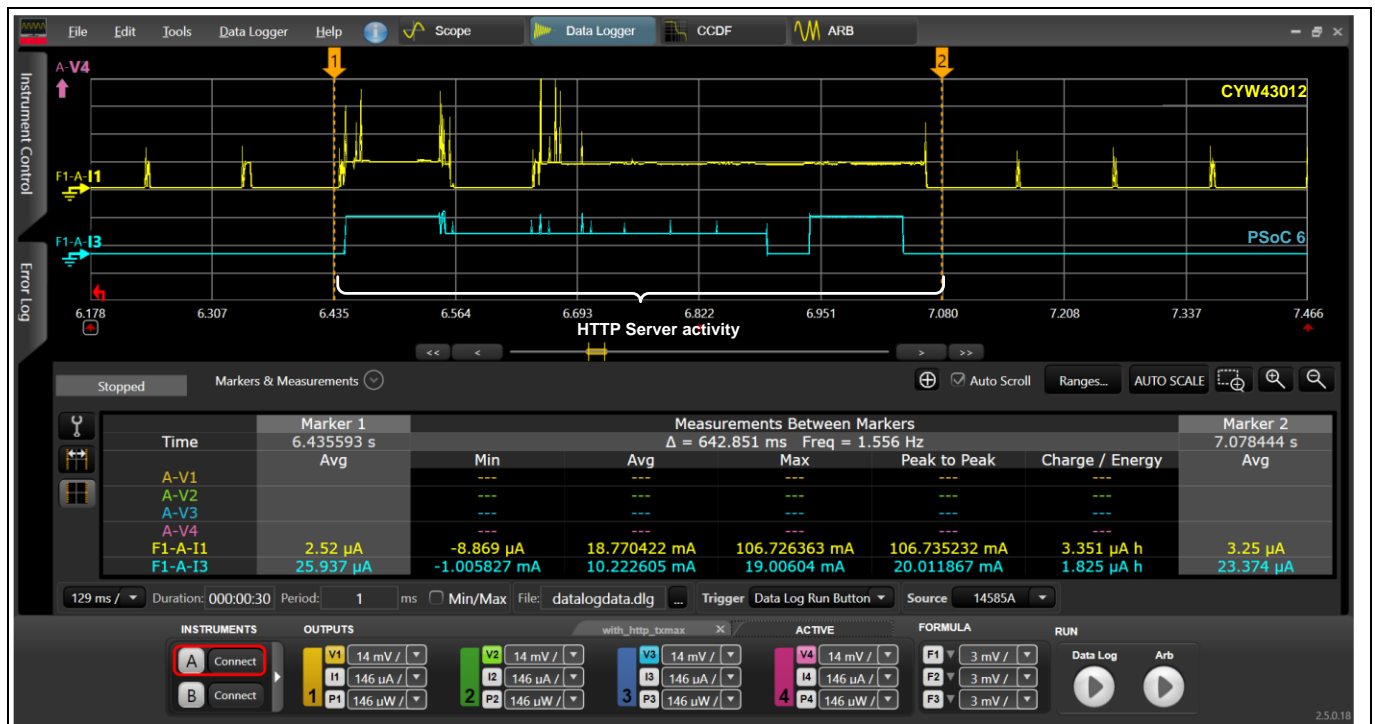 File Edit Tools Data Logger Help i Scope Data Logger CCDF ARB
Instrument Control
Error Log
A-V4
1
2
CYW43012
F1-A-I1
F1-A-I3
PSoC 6
6.178 6.307 6.435 6.564 6.693 6.822 6.951 7.080 7.208 7.337 7.466
HTTP Server activity
<< < > >>
Stopped Markers & Measurements Auto Scroll Ranges... AUTO SCALE
Marker 1 Measurements Between Markers Marker 2
Time 6.435593 s Δ = 642.851 ms Freq = 1.556 Hz 7.078444 s
Avg Min Avg Max Peak to Peak Charge / Energy Avg
A-V1 --- --- --- --- ---
A-V2 --- --- --- --- ---
A-V3 --- --- --- --- ---
A-V4 --- --- --- --- ---
F1-A-I1 2.52 µA -8.869 µA 18.770422 mA 106.726363 mA 106.735232 mA 3.351 µA h 3.25 µA
F1-A-I3 25.937 µA -1.005827 mA 10.222605 mA 19.00604 mA 20.011867 mA 1.825 µA h 23.374 µA
129 ms / Duration: 000:00:30 Period: 1 ms Min/Max File: datalogdata.dlg ... Trigger Data Log Run Button Source 14585A
INSTRUMENTS OUTPUTS with_http_txmax X ACTIVE FORMULA RUN
A Connect V1 14 mV / V2 14 mV / V3 14 mV / V4 14 mV / F1 3 mV / Data Log Arb
I1 146 µA / I2 146 µA / I3 146 µA / I4 146 µA / F2 3 mV /
B Connect 1 P1 146 µW / 2 P2 146 µW / 3 P3 146 µW / 4 P4 146 µW / F3 3 mV /
2.5.0.18